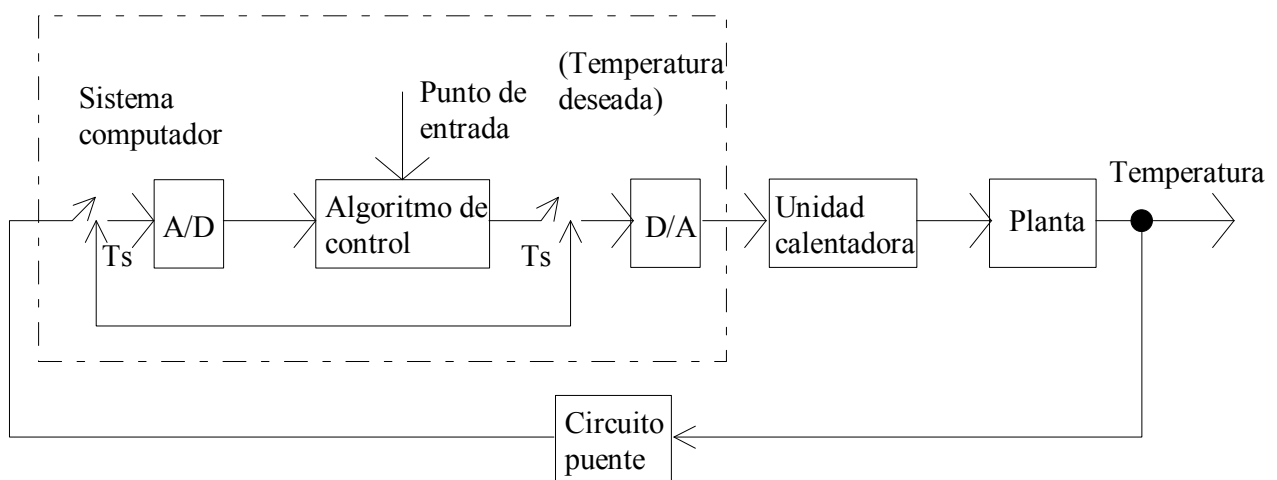 (Temperatura
deseada)
Sistema
computador
Punto de
entrada
Temperatura
A/D
Algoritmo de
control
D/A
Unidad
calentadora
Planta
Ts
Ts
Circuito
puente